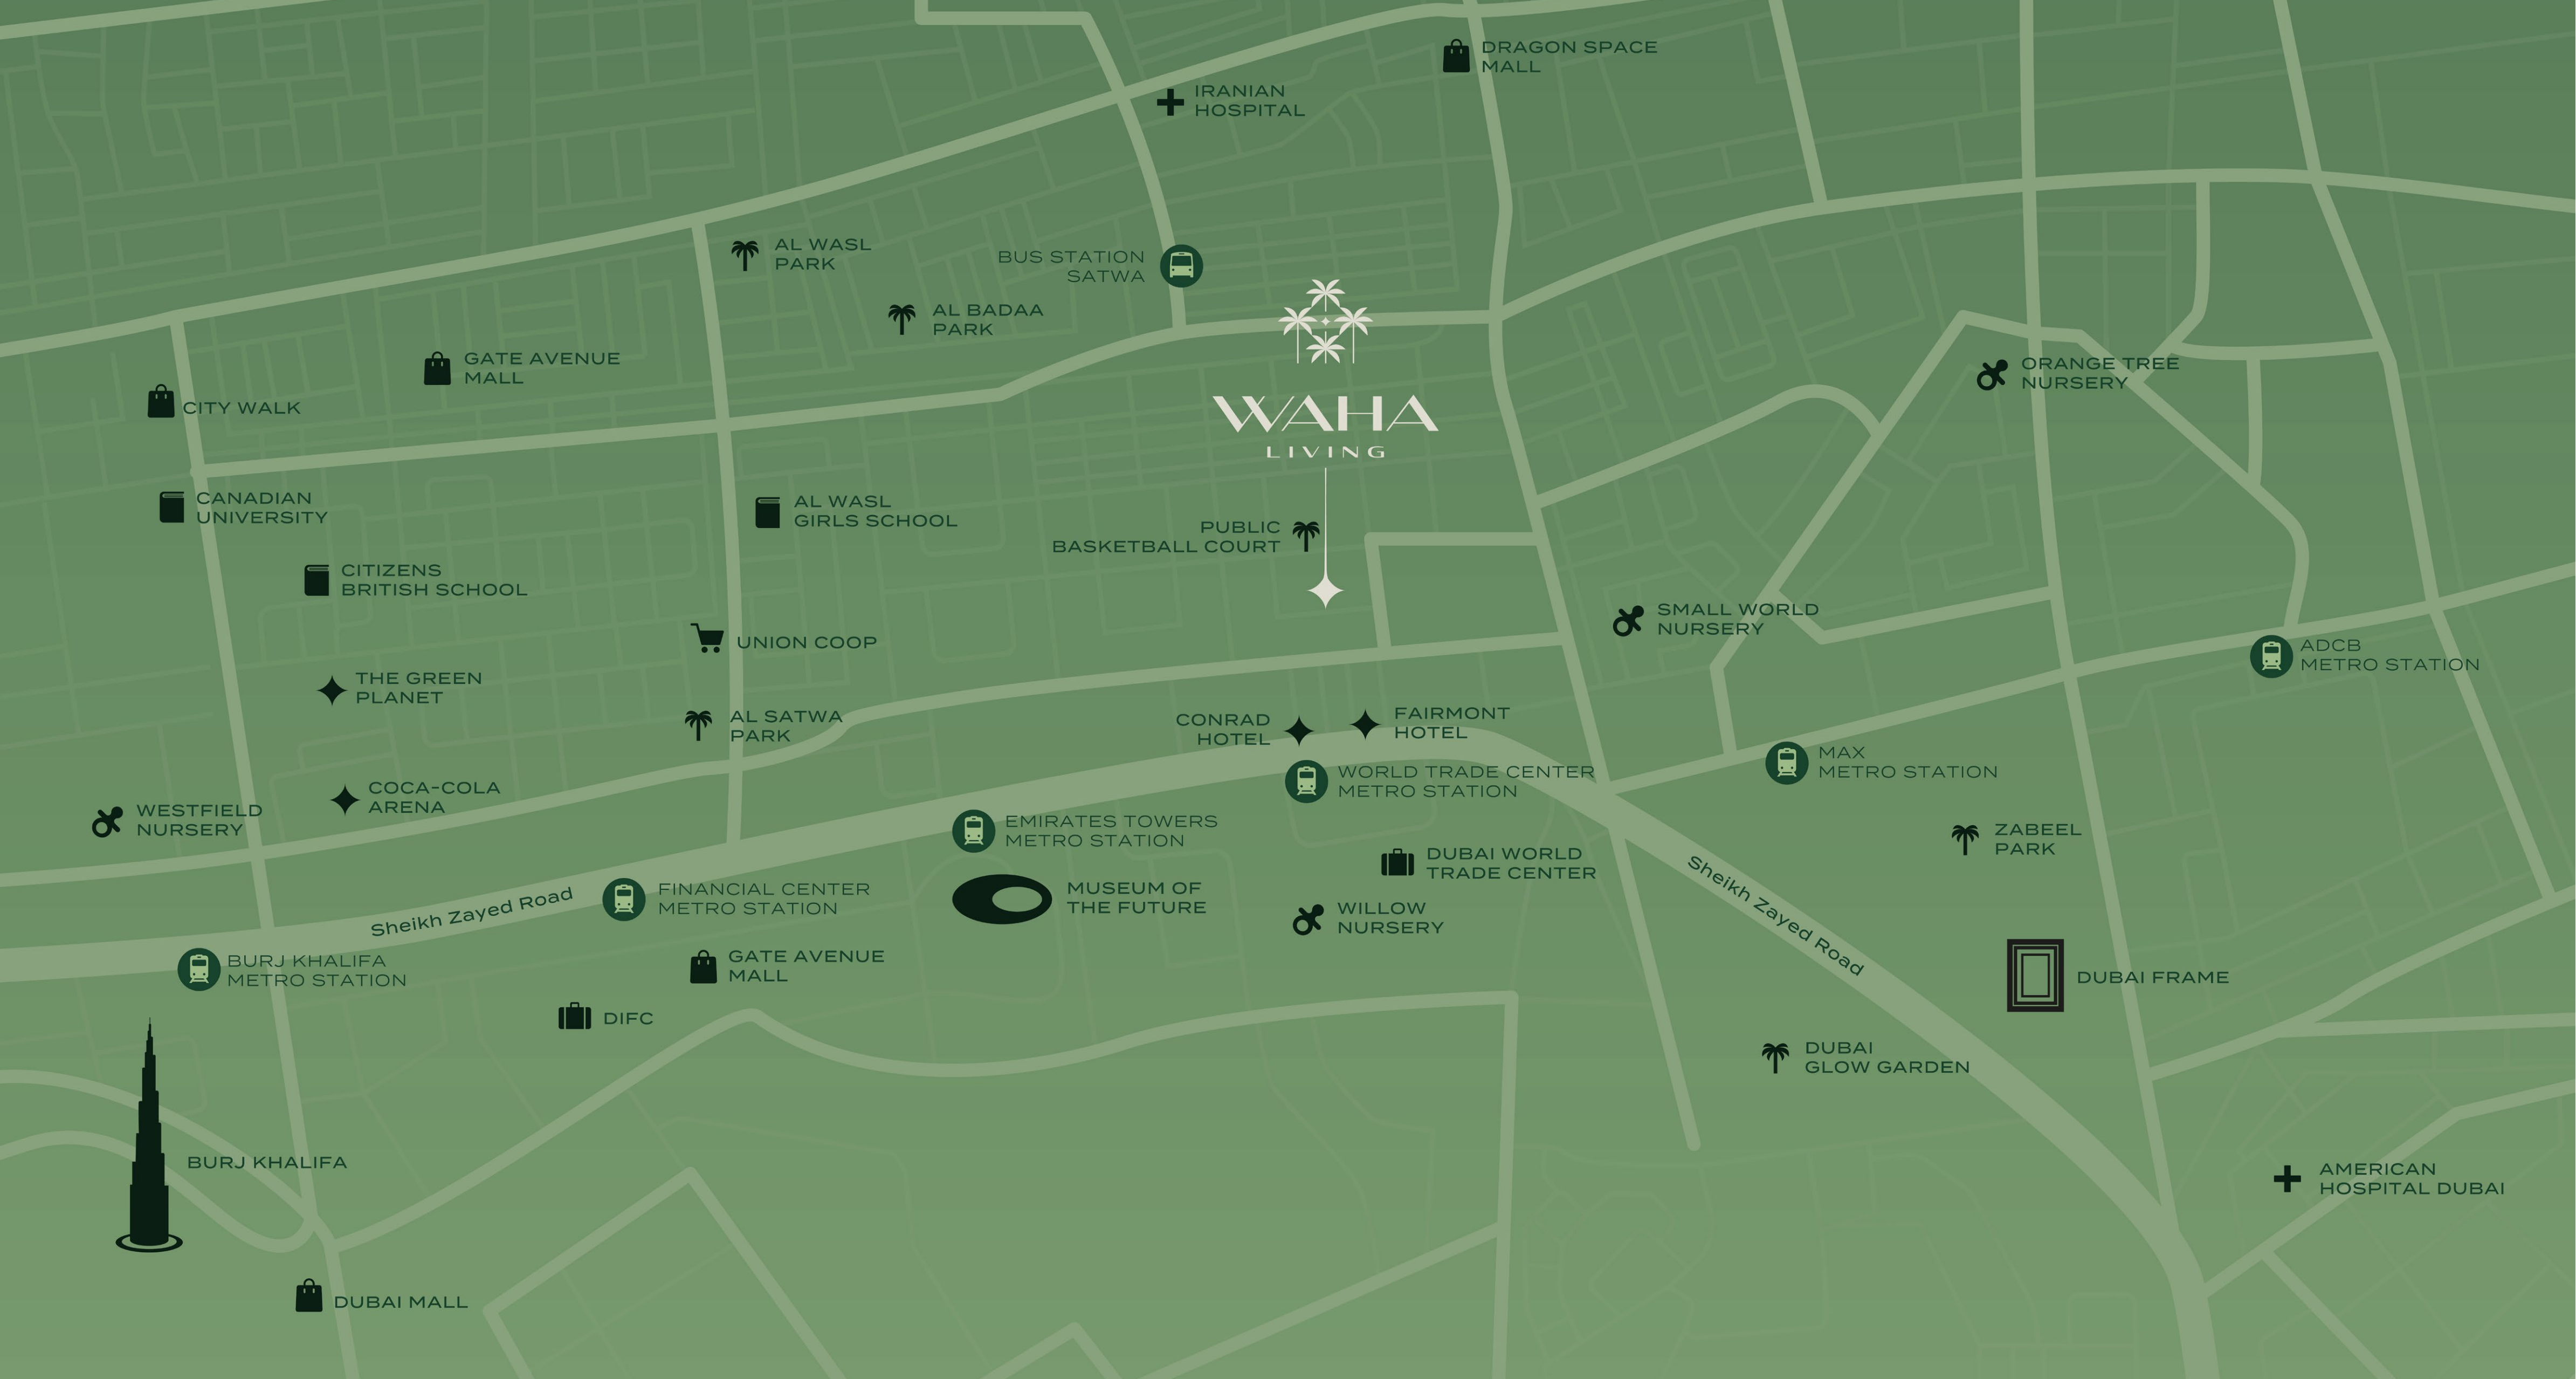 DRAGON SPACE
MALL
IRANIAN
HOSPITAL
AL WASL
PARK
BUS STATION
SATWA
AL BADAA
PARK
GATE AVENUE
MALL
CITY WALK
WAHA
LIVING
ORANGE TREE
NURSERY
CANADIAN
UNIVERSITY
AL WASL
GIRLS SCHOOL
PUBLIC
BASKETBALL COURT
CITIZENS
BRITISH SCHOOL
SMALL WORLD
NURSERY
UNION COOP
ADCB
METRO STATION
THE GREEN
PLANET
AL SATWA
PARK
CONRAD
HOTEL
FAIRMONT
HOTEL
MAX
METRO STATION
WORLD TRADE CENTER
METRO STATION
COCA-COLA
ARENA
WESTFIELD
NURSERY
EMIRATES TOWERS
METRO STATION
ZABEEL
PARK
DUBAI WORLD
TRADE CENTER
Sheikh Zayed Road
FINANCIAL CENTER
METRO STATION
MUSEUM OF
THE FUTURE
WILLOW
NURSERY
Sheikh Zayed Road
BURJ KHALIFA
METRO STATION
GATE AVENUE
MALL
DUBAI FRAME
DIFC
DUBAI
GLOW GARDEN
BURJ KHALIFA
AMERICAN
HOSPITAL DUBAI
DUBAI MALL